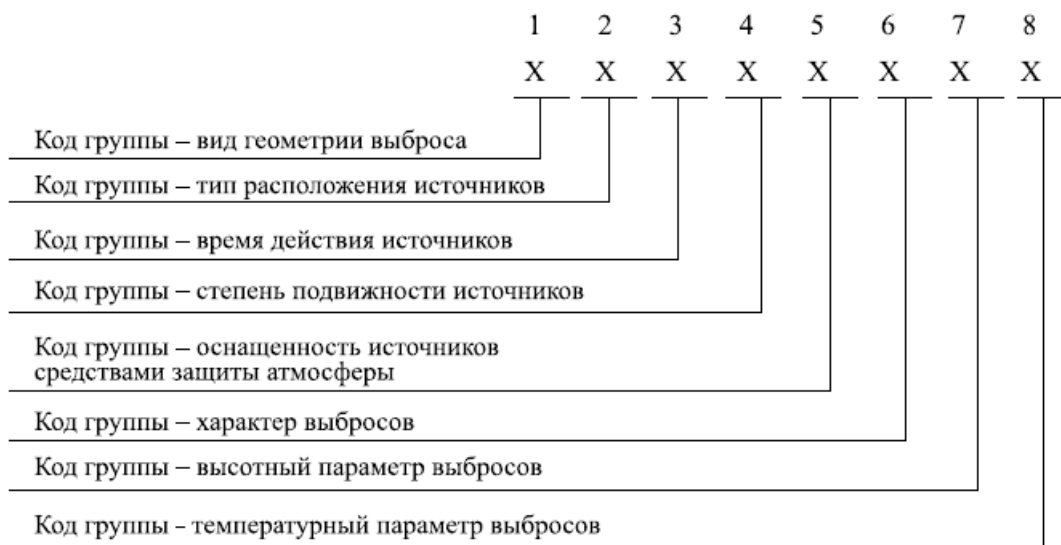 1 2 3 4 5 6 7 8
X X X X X X X X
Код группы – вид геометрии выброса
Код группы – тип расположения источников
Код группы – время действия источников
Код группы – степень подвижности источников
Код группы – оснащенность источников
средствами защиты атмосферы
Код группы – характер выбросов
Код группы – высотный параметр выбросов
Код группы - температурный параметр выбросов